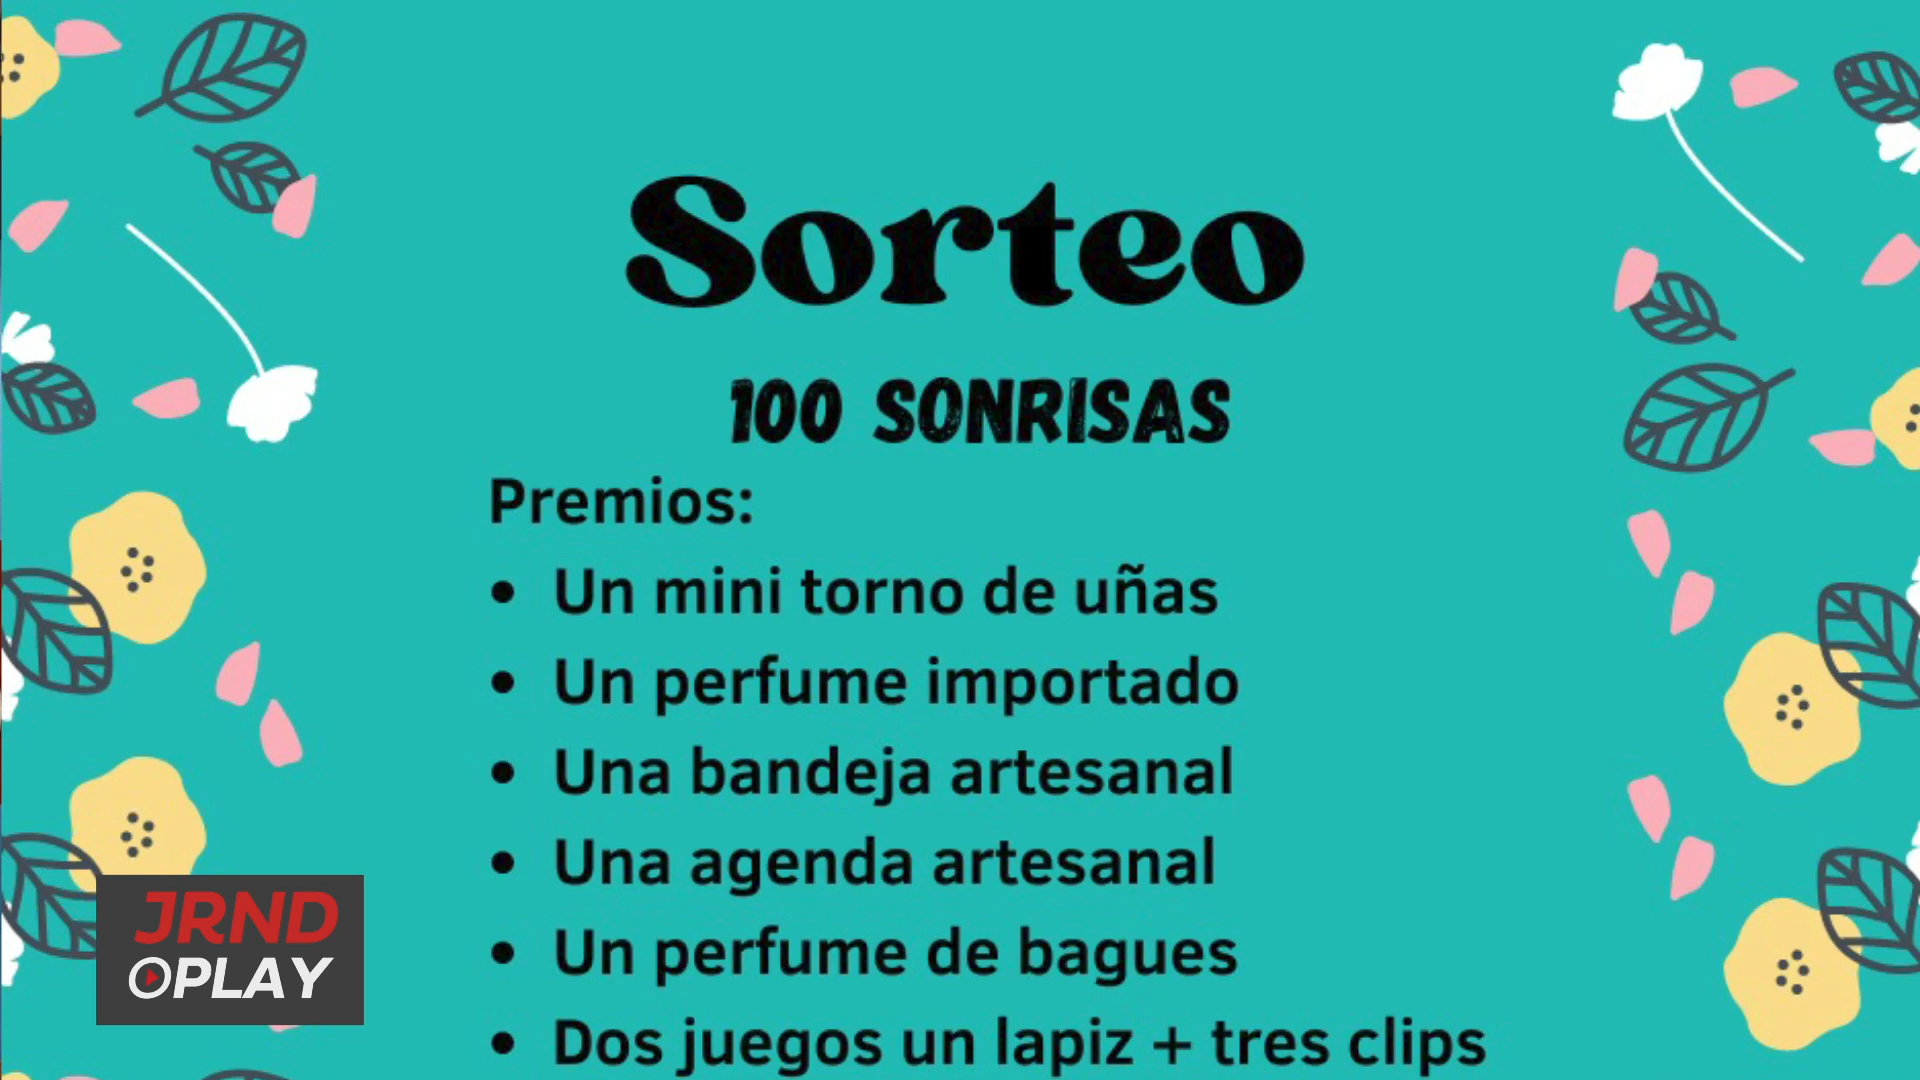 Sorteo
100 SONRISAS
Premios:
• Un mini torno de uñas
• Un perfume importado
• Una bandeja artesanal
• Una agenda artesanal
• Un perfume de bagues
• Dos juegos un lapiz + tres clips
JRND
PLAY